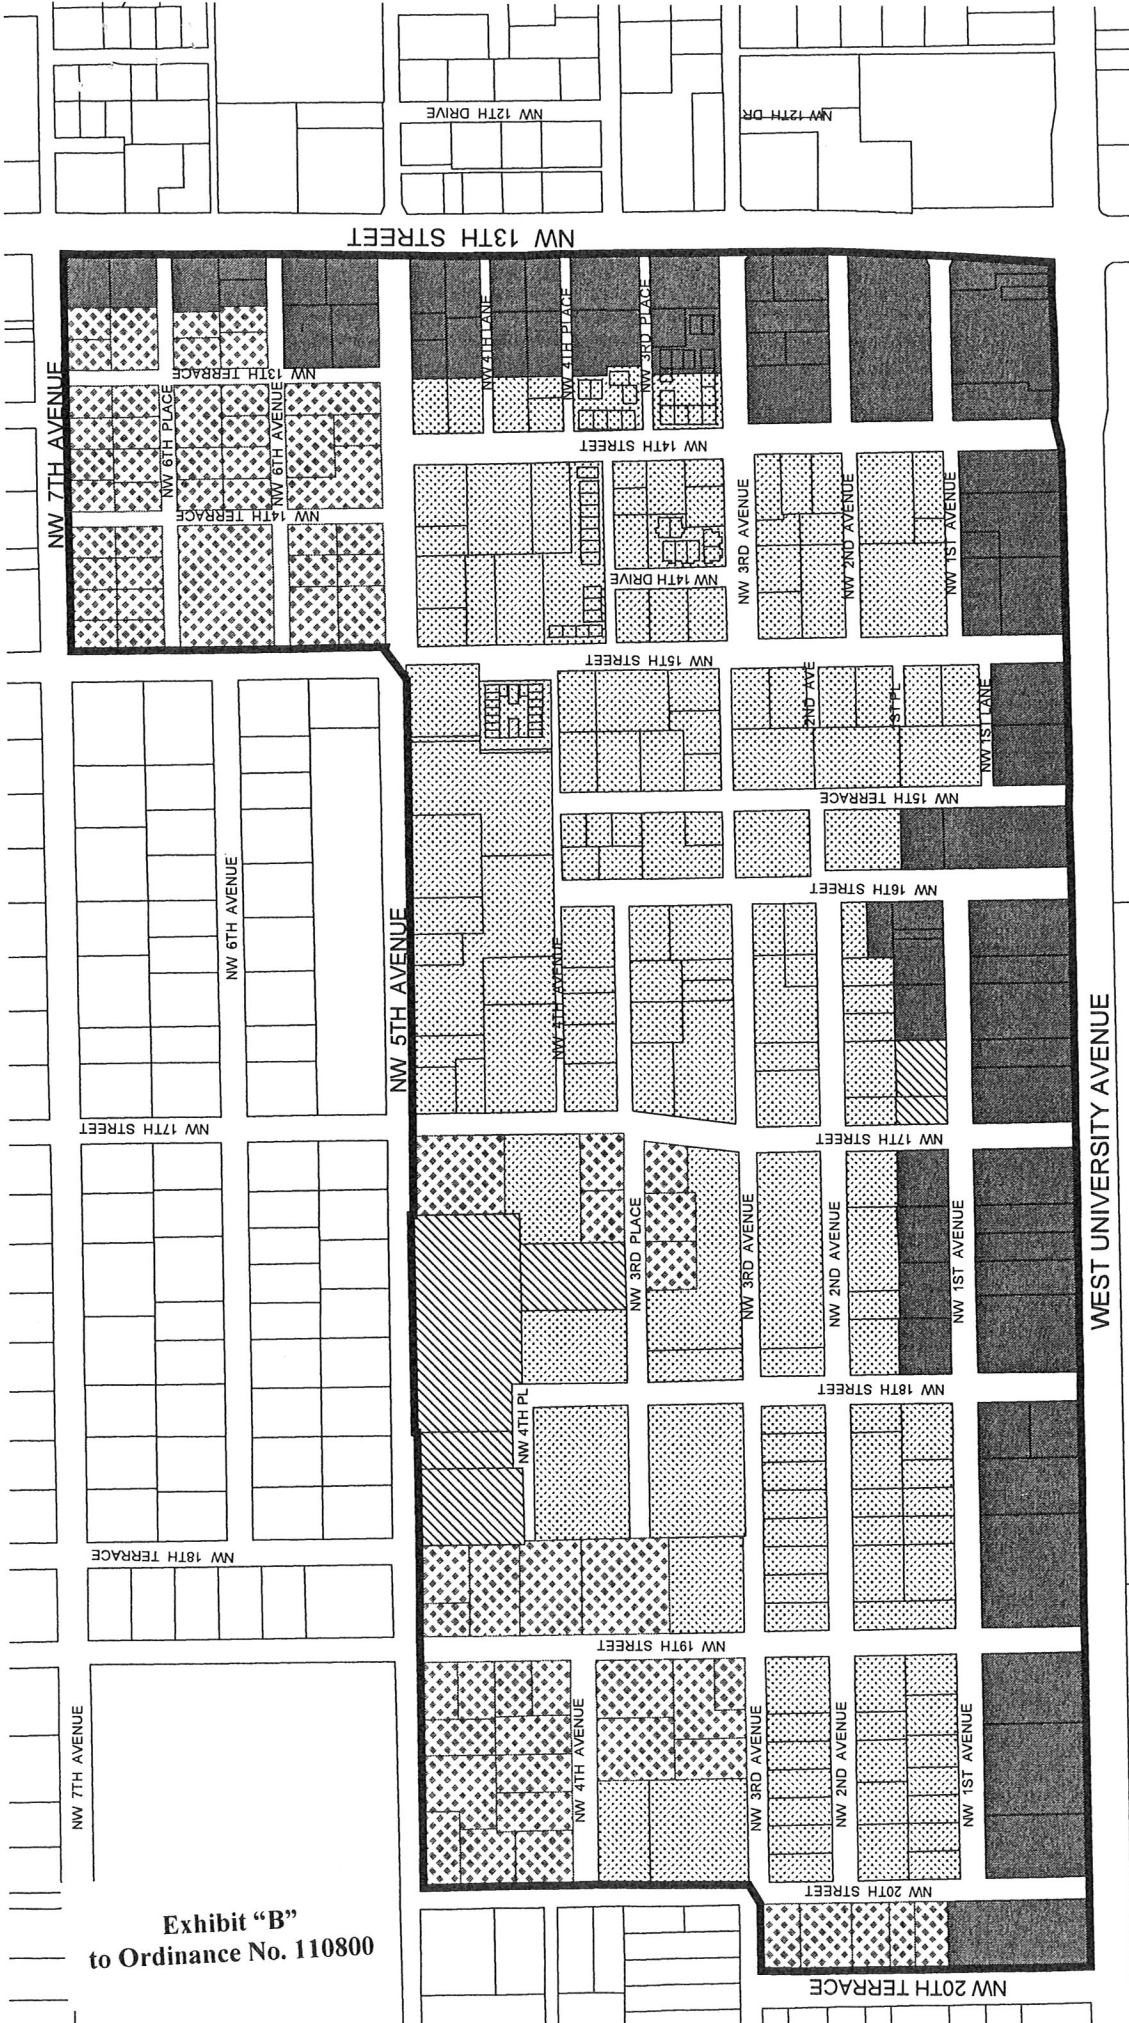 NW 12TH DRIVE
NW 12TH DR
NW 13TH STREET
NW 4TH LANE
NW 4TH PLACE
NW 3RD PLACE
NW 13TH TERRACE
NW 7TH AVENUE
NW 6TH PLACE
NW 6TH AVENUE
NW 14TH STREET
NW 14TH TERRACE
NW 3RD AVENUE
NW 2ND AVENUE
NW 1ST AVENUE
NW 14TH DRIVE
NW 15TH STREET
2ND AVE
1ST PL
NW 1ST LANE
NW 15TH TERRACE
NW 16TH STREET
NW 6TH AVENUE
NW 5TH AVENUE
NW 4TH AVENUE
WEST UNIVERSITY AVENUE
NW 17TH STREET
NW 17TH STREET
NW 3RD PLACE
NW 3RD AVENUE
NW 2ND AVENUE
NW 1ST AVENUE
NW 18TH STREET
NW 4TH PL
NW 18TH TERRACE
NW 19TH STREET
NW 7TH AVENUE
NW 4TH AVENUE
NW 3RD AVENUE
NW 2ND AVENUE
NW 1ST AVENUE
NW 20TH STREET
Exhibit “B”
to Ordinance No. 110800
NW 20TH TERRACE